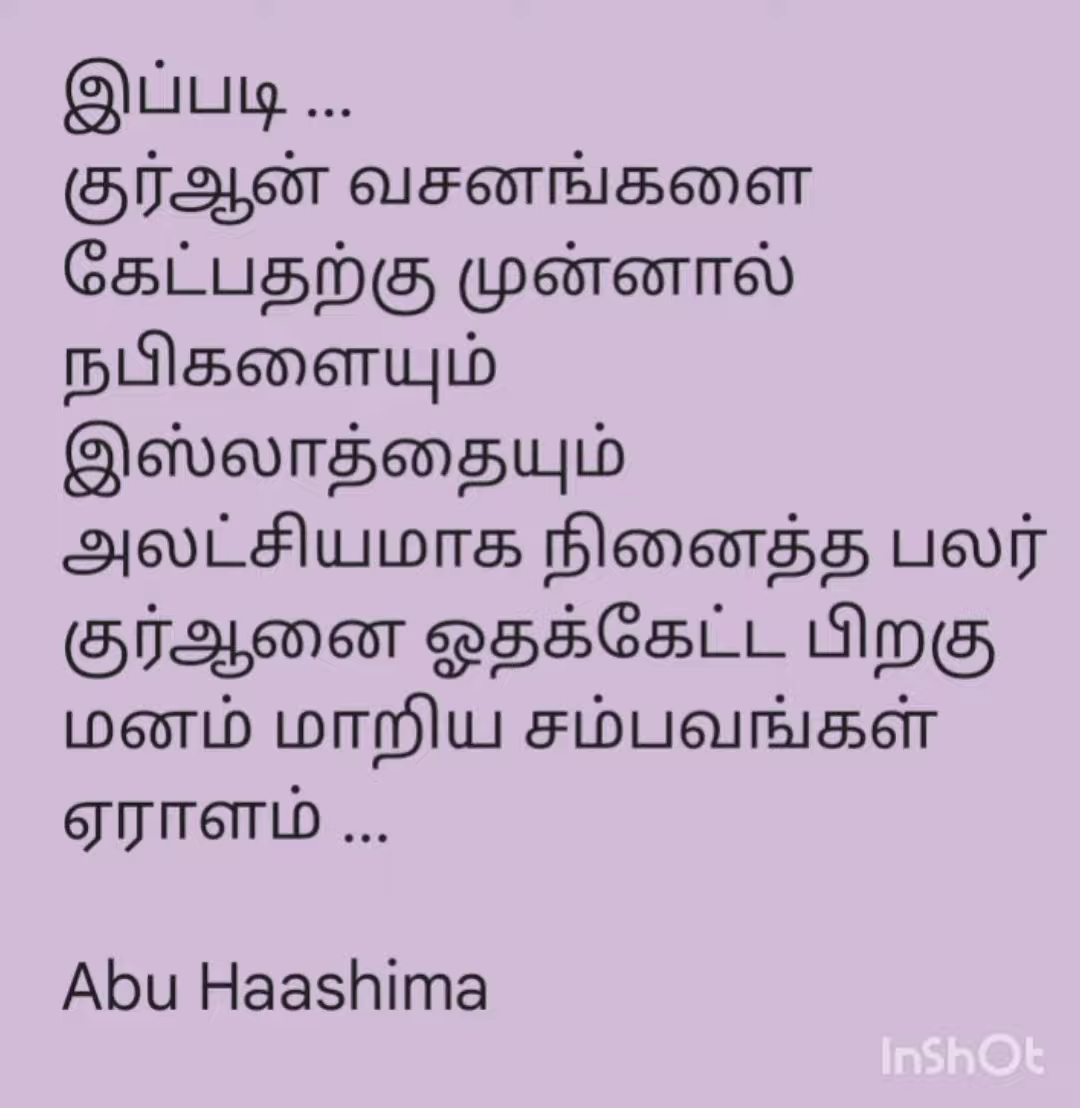 இப்படி ...
குர்ஆன் வசனங்களை
கேட்பதற்கு முன்னால்
நபிகளையும்
இஸ்லாத்தையும்
அலட்சியமாக நினைத்த பலர்
குர்ஆனை ஓதக்கேட்ட பிறகு
மனம் மாறிய சம்பவங்கள்
ஏராளம் ...
Abu Haashima
InShOt